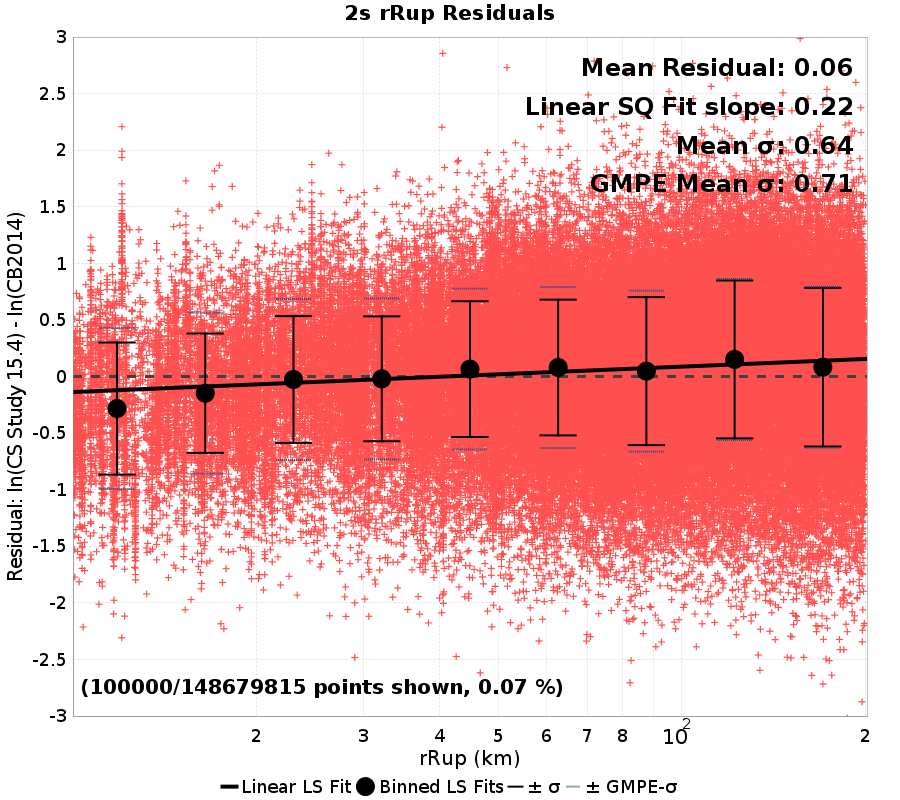 2s rRup Residuals
Mean Residual: 0.06
Linear SQ Fit slope: 0.22
Mean σ: 0.64
GMPE Mean σ: 0.71
3
2.5
2
1.5
1
0.5
0
-0.5
-1
-1.5
-2
-2.5
-3
Residual: ln(CS Study 15.4) - ln(CB2014)
(100000/148679815 points shown, 0.07 %)
2 3 4 5 6 7 8 10² 2
rRup (km)
Linear LS Fit Binned LS Fits ± σ ± GMPE-σ